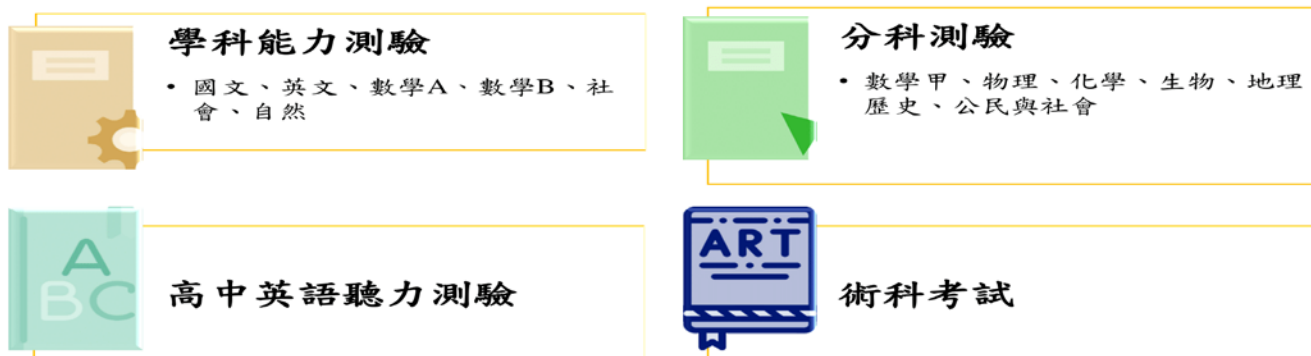 學科能力測驗
• 國文、英文、數學A、數學B、社
會、自然
分科測驗
• 數學甲、物理、化學、生物、地理
歷史、公民與社會
A
BC
高中英語聽力測驗
ART
術科考試